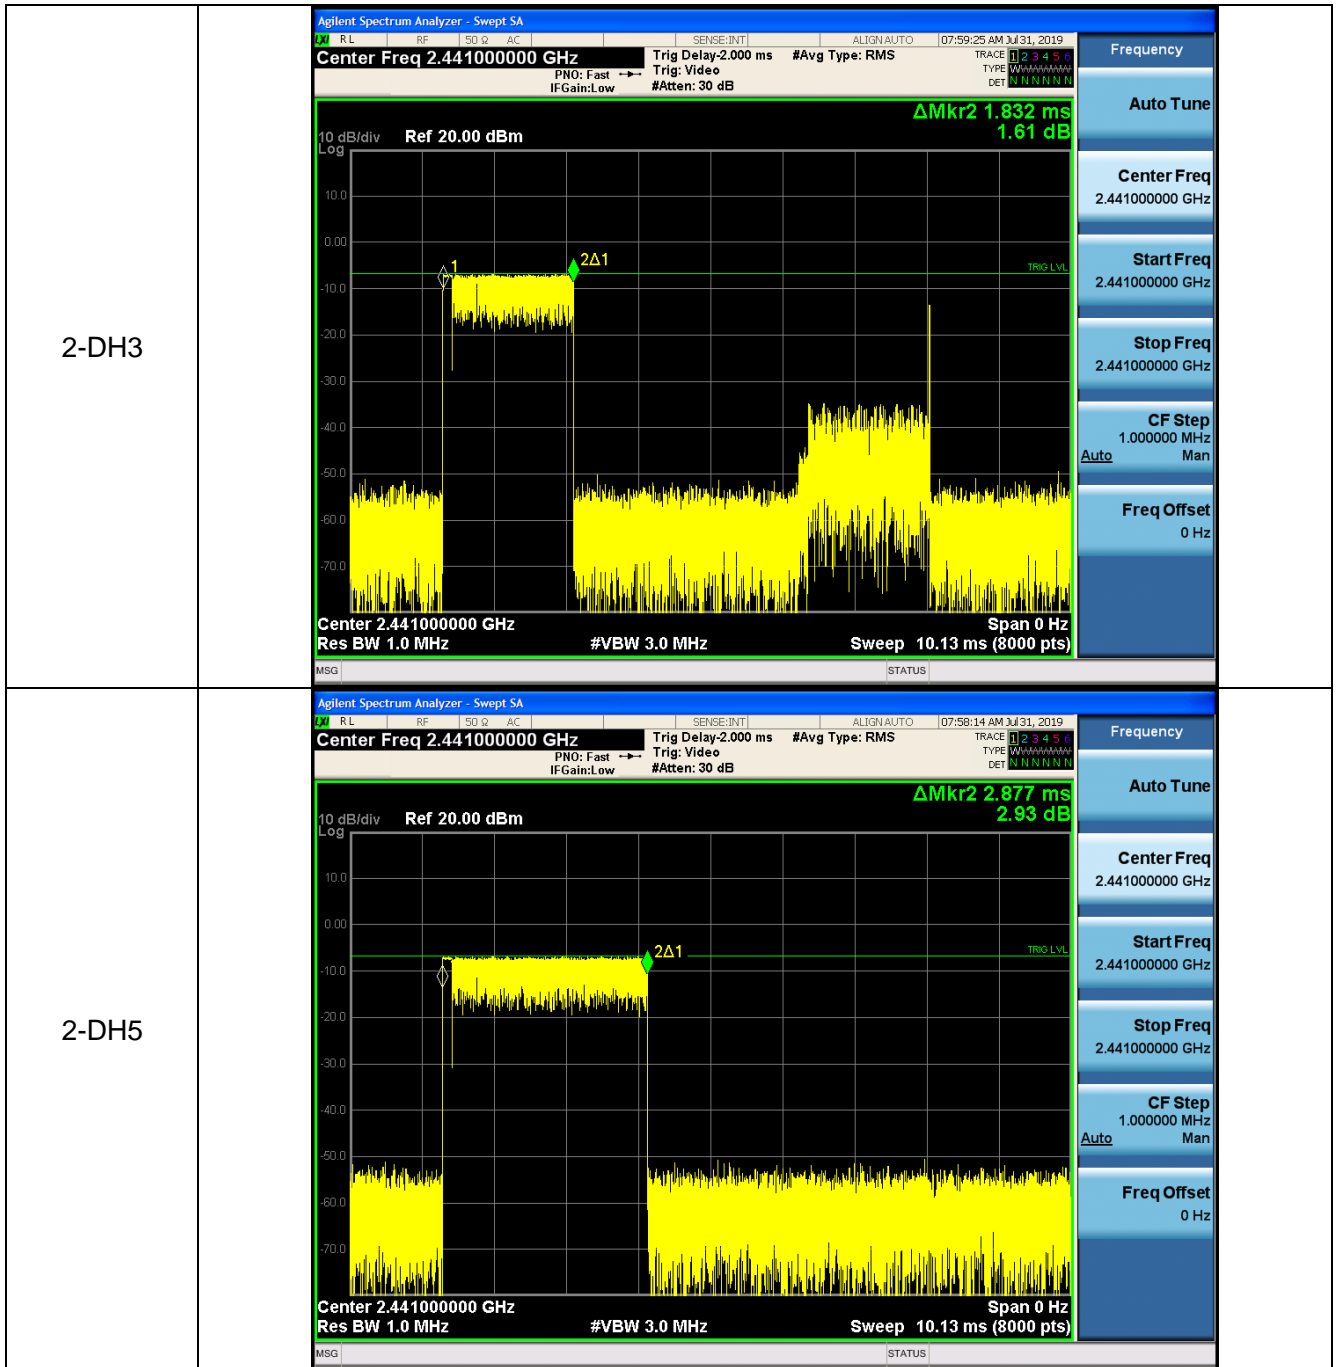 2-DH3
Agilent Spectrum Analyzer - Swept SA
LXI RL RF 50 Ω AC SENSE:INT ALIGN AUTO 07:59:25 AM Jul 31, 2019
Center Freq 2.441000000 GHz
PNO: Fast
IFGain:Low
Trig Delay-2.000 ms
Trig: Video
#Atten: 30 dB
#Avg Type: RMS
TRACE 1 2 3 4 5 6
TYPE WWWWWW
DET N N N N N N
ΔMkr2 1.832 ms
1.61 dB
10 dB/div Ref 20.00 dBm
Log
10.0
0.00
-10.0
-20.0
-30.0
-40.0
-50.0
-60.0
-70.0
1
2Δ1
TRIG LVL
Center 2.441000000 GHz Span 0 Hz
Res BW 1.0 MHz #VBW 3.0 MHz Sweep 10.13 ms (8000 pts)
MSG STATUS
Frequency
Auto Tune
Center Freq
2.441000000 GHz
Start Freq
2.441000000 GHz
Stop Freq
2.441000000 GHz
CF Step
1.000000 MHz
Auto Man
Freq Offset
0 Hz
2-DH5
Agilent Spectrum Analyzer - Swept SA
LXI RL RF 50 Ω AC SENSE:INT ALIGN AUTO 07:58:14 AM Jul 31, 2019
Center Freq 2.441000000 GHz
PNO: Fast
IFGain:Low
Trig Delay-2.000 ms
Trig: Video
#Atten: 30 dB
#Avg Type: RMS
TRACE 1 2 3 4 5 6
TYPE WWWWWW
DET N N N N N N
ΔMkr2 2.877 ms
2.93 dB
10 dB/div Ref 20.00 dBm
Log
10.0
0.00
-10.0
-20.0
-30.0
-40.0
-50.0
-60.0
-70.0
2Δ1
TRIG LVL
Center 2.441000000 GHz Span 0 Hz
Res BW 1.0 MHz #VBW 3.0 MHz Sweep 10.13 ms (8000 pts)
MSG STATUS
Frequency
Auto Tune
Center Freq
2.441000000 GHz
Start Freq
2.441000000 GHz
Stop Freq
2.441000000 GHz
CF Step
1.000000 MHz
Auto Man
Freq Offset
0 Hz